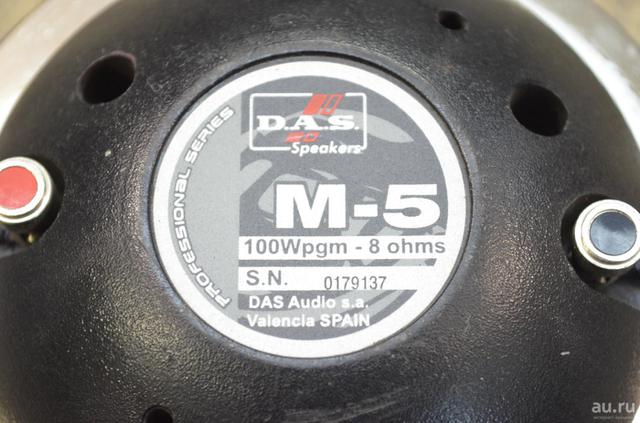 PROFESSIONAL SERIES
D.A.S.
Speakers
M-5
100Wpgm - 8 ohms
S.N. 0179137
DAS Audio s.a.
Valencia SPAIN
au.ru